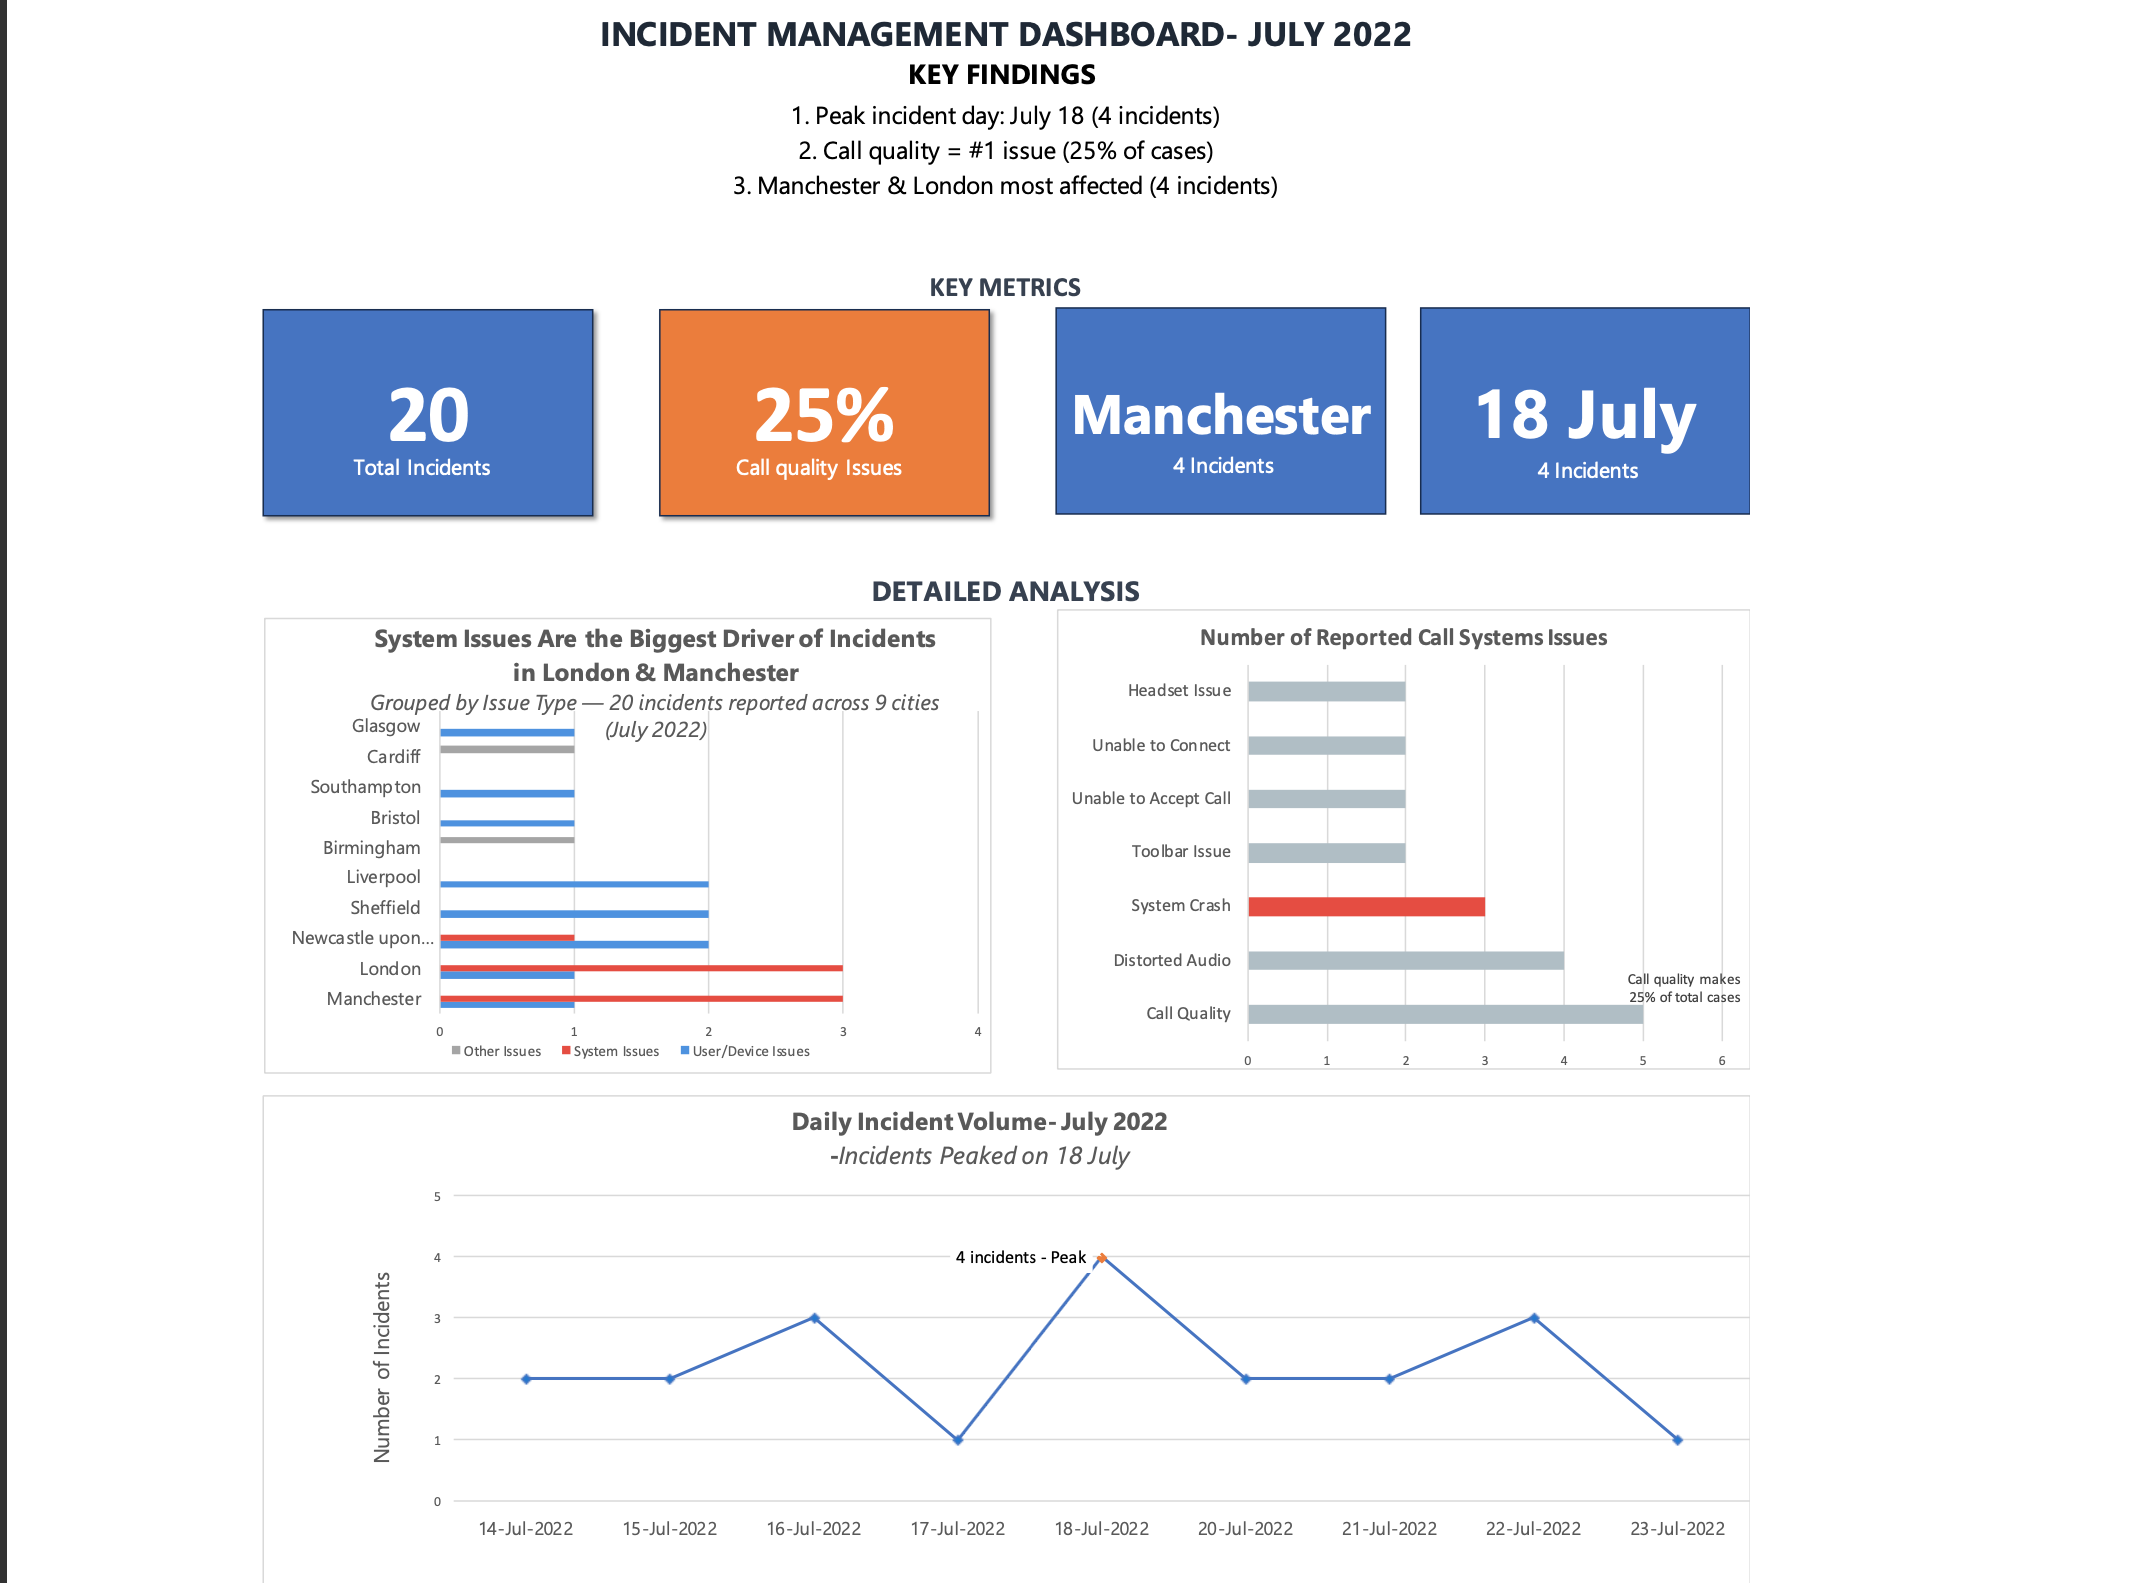 INCIDENT MANAGEMENT DASHBOARD- JULY 2022
KEY FINDINGS
1. Peak incident day: July 18 (4 incidents)
2. Call quality = #1 issue (25% of cases)
3. Manchester & London most affected (4 incidents)
KEY METRICS
20
Total Incidents
25%
Call quality Issues
Manchester
4 Incidents
18 July
4 Incidents
DETAILED ANALYSIS
System Issues Are the Biggest Driver of Incidents
in London & Manchester
Grouped by Issue Type — 20 incidents reported across 9 cities
(July 2022)
Glasgow
Cardiff
Southampton
Bristol
Birmingham
Liverpool
Sheffield
Newcastle upon...
London
Manchester
0 1 2 3 4
Other Issues System Issues User/Device Issues
Number of Reported Call Systems Issues
Headset Issue
Unable to Connect
Unable to Accept Call
Toolbar Issue
System Crash
Distorted Audio
Call quality makes
25% of total cases
Call Quality
0 1 2 3 4 5 6
Daily Incident Volume- July 2022
-Incidents Peaked on 18 July
Number of Incidents
5
4
3
2
1
0
4 incidents - Peak
14-Jul-2022 15-Jul-2022 16-Jul-2022 17-Jul-2022 18-Jul-2022 20-Jul-2022 21-Jul-2022 22-Jul-2022 23-Jul-2022